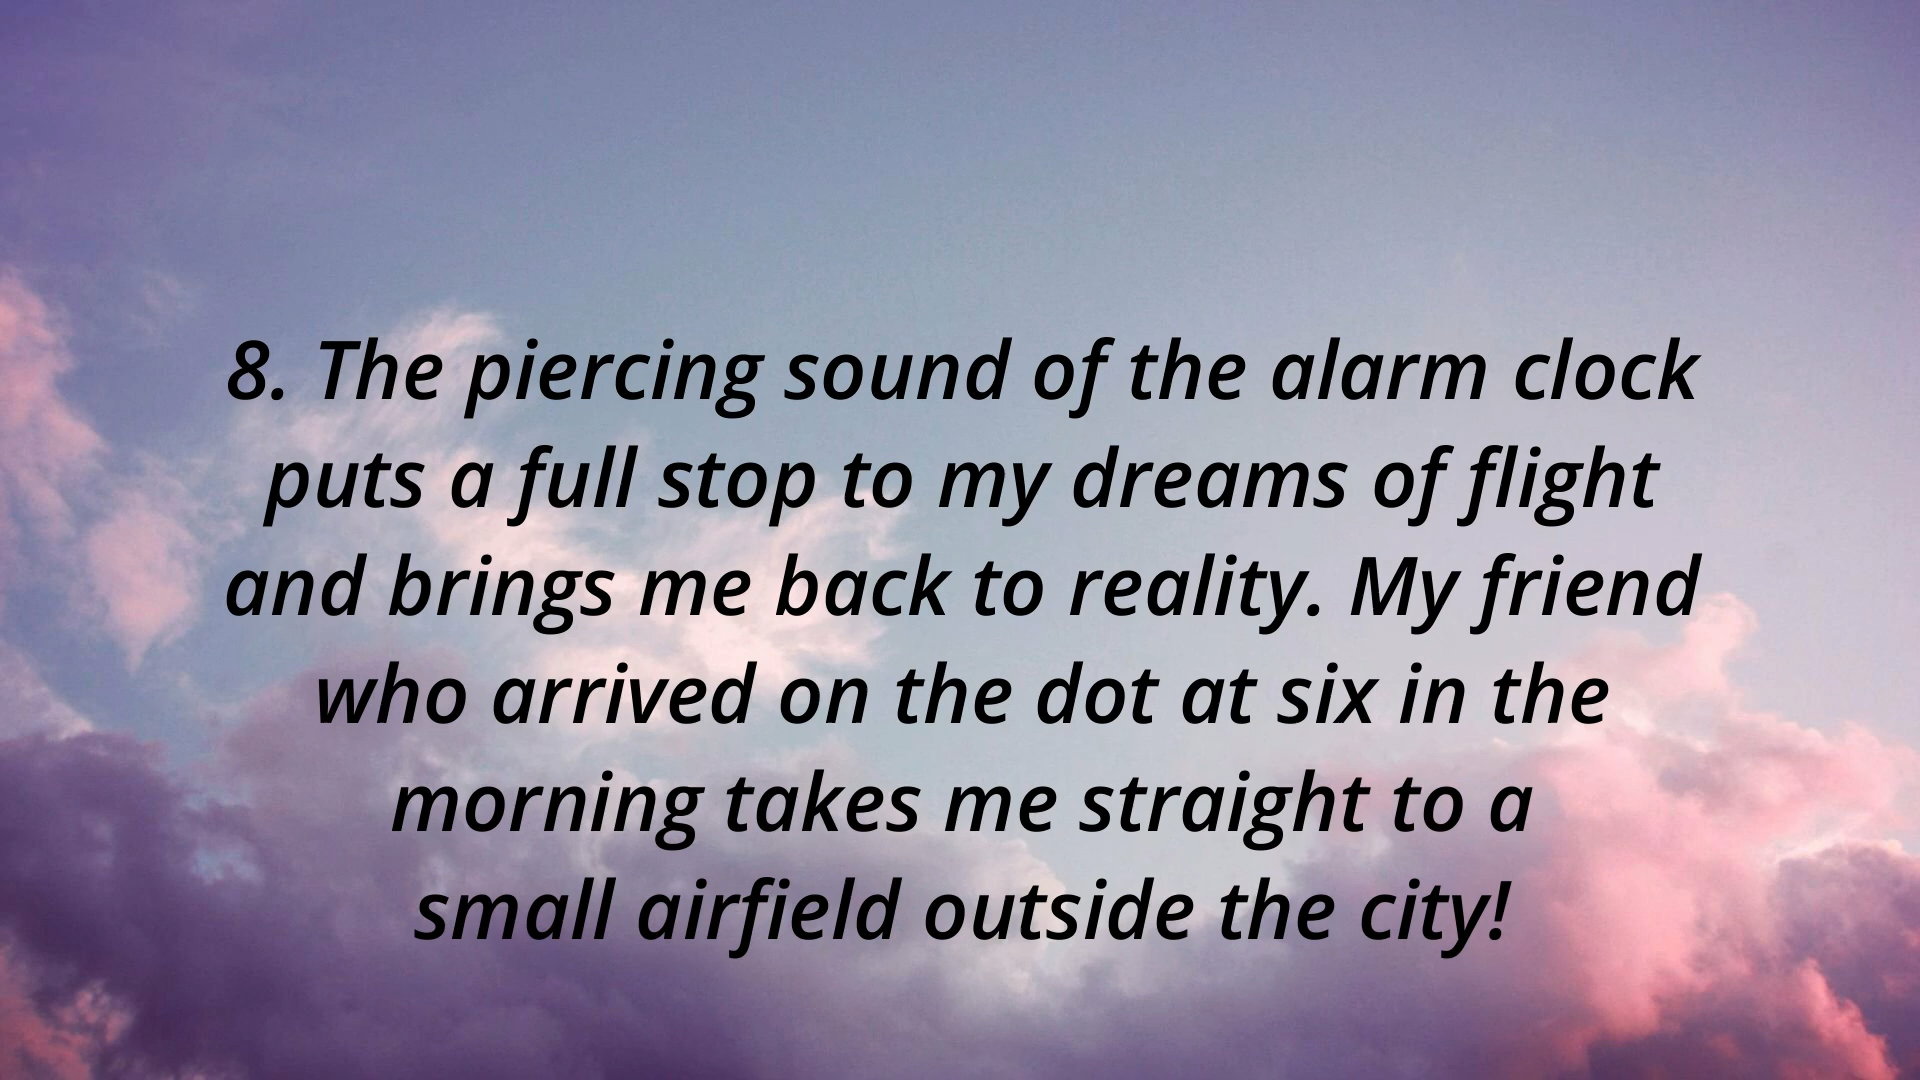 8. The piercing sound of the alarm clock
puts a full stop to my dreams of flight
and brings me back to reality. My friend
who arrived on the dot at six in the
morning takes me straight to a
small airfield outside the city!